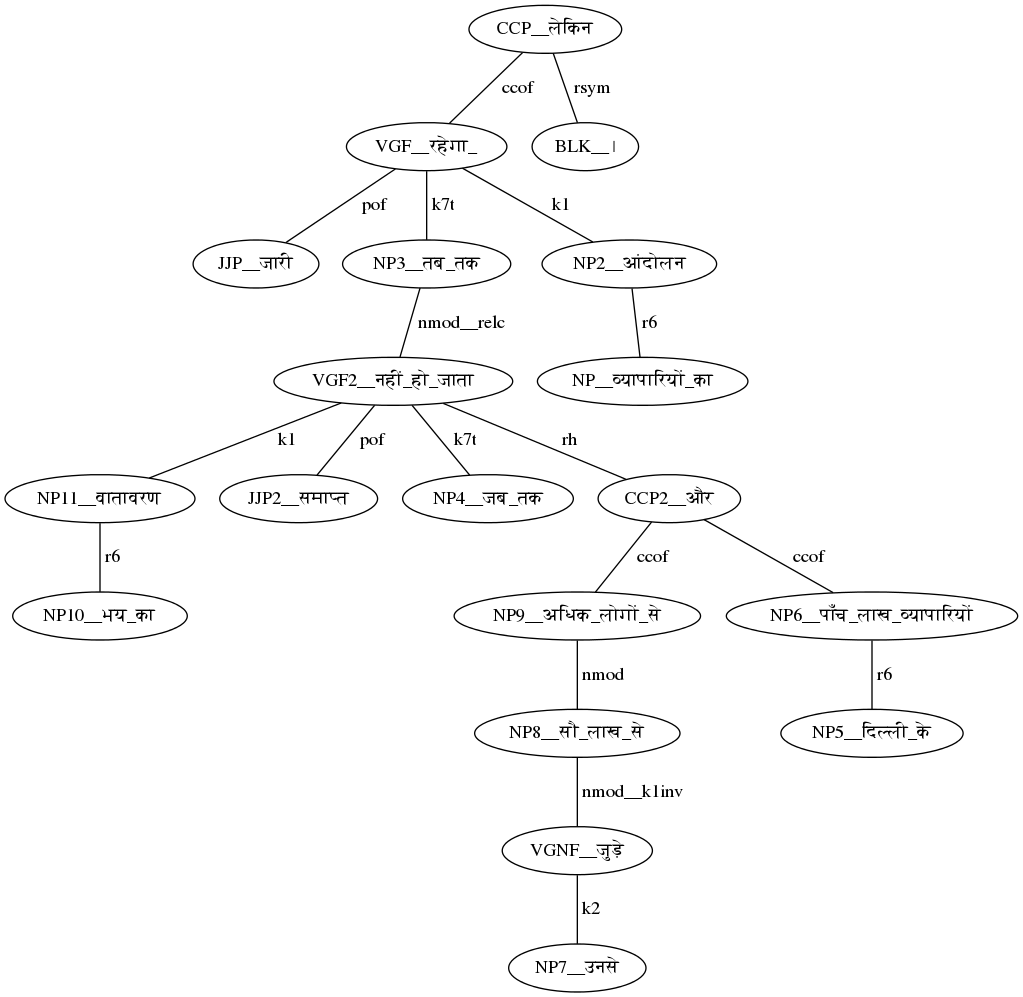 CCP__लेकिन
ccof rsym
VGF__रहेगा_ BLK__।
pof k7t k1
JJP__जारी NP3__तब_तक NP2__आंदोलन
nmod__relc r6
VGF2__नहीं_हो_जाता NP__व्यापारियों_का
k1 pof k7t rh
NP11__वातावरण JJP2__समाप्त NP4__जब_तक CCP2__और
r6 ccof ccof
NP10__भय_का NP9__अधिक_लोगों_से NP6__पाँच_लाख_व्यापारियों
nmod r6
NP8__सौ_लाख_से NP5__दिल्ली_के
nmod__k1inv
VGNF__जुड़े
k2
NP7__उनसे